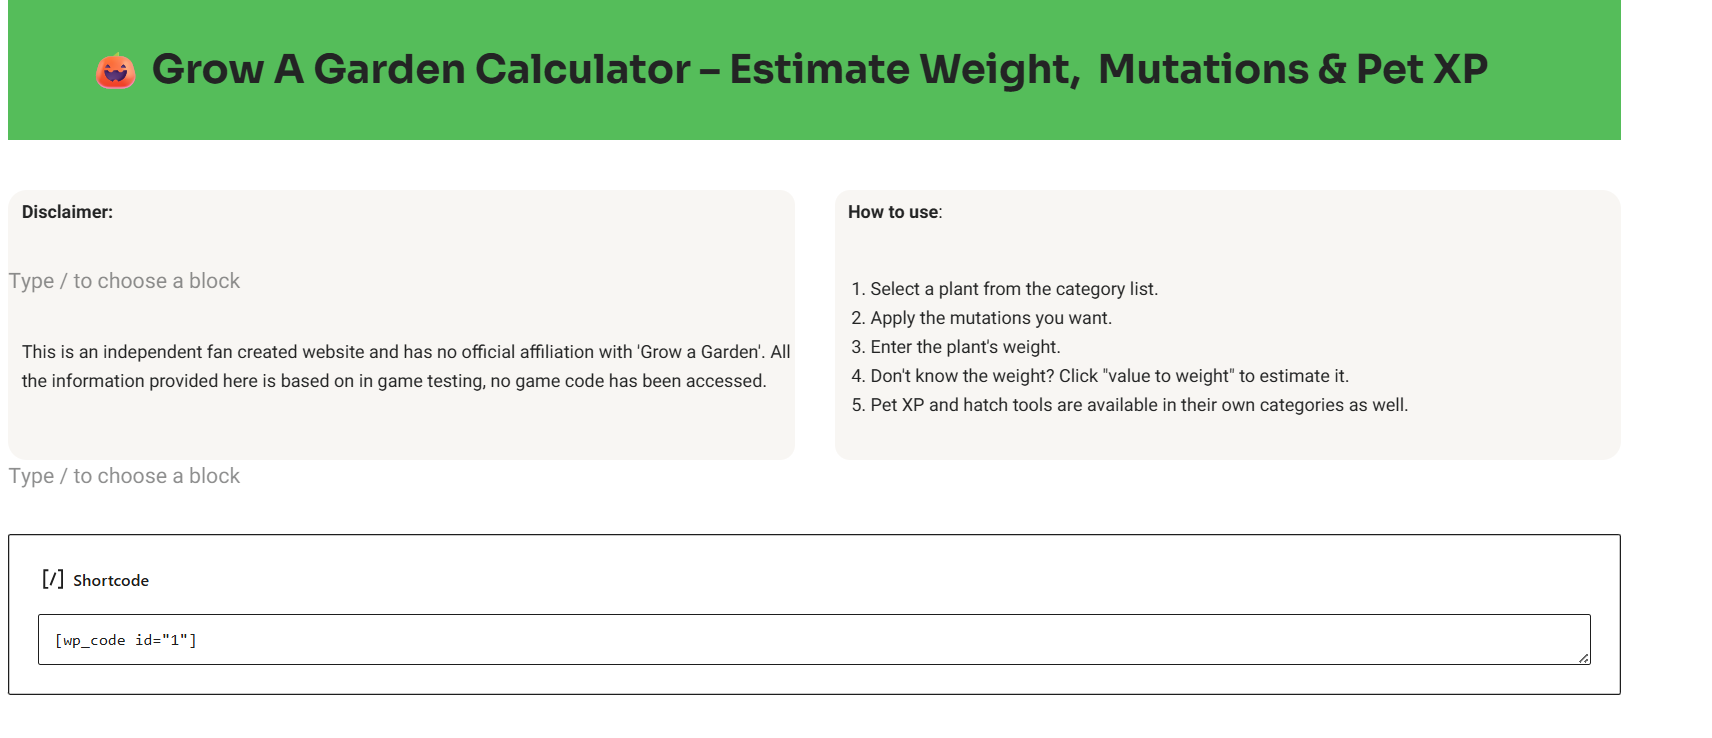 Grow A Garden Calculator – Estimate Weight, Mutations & Pet XP
Disclaimer:
Type / to choose a block
This is an independent fan created website and has no official affiliation with 'Grow a Garden'. All
the information provided here is based on in game testing, no game code has been accessed.
How to use:
1. Select a plant from the category list.
2. Apply the mutations you want.
3. Enter the plant's weight.
4. Don't know the weight? Click "value to weight" to estimate it.
5. Pet XP and hatch tools are available in their own categories as well.
Type / to choose a block
[/] Shortcode
[wp_code id="1"]